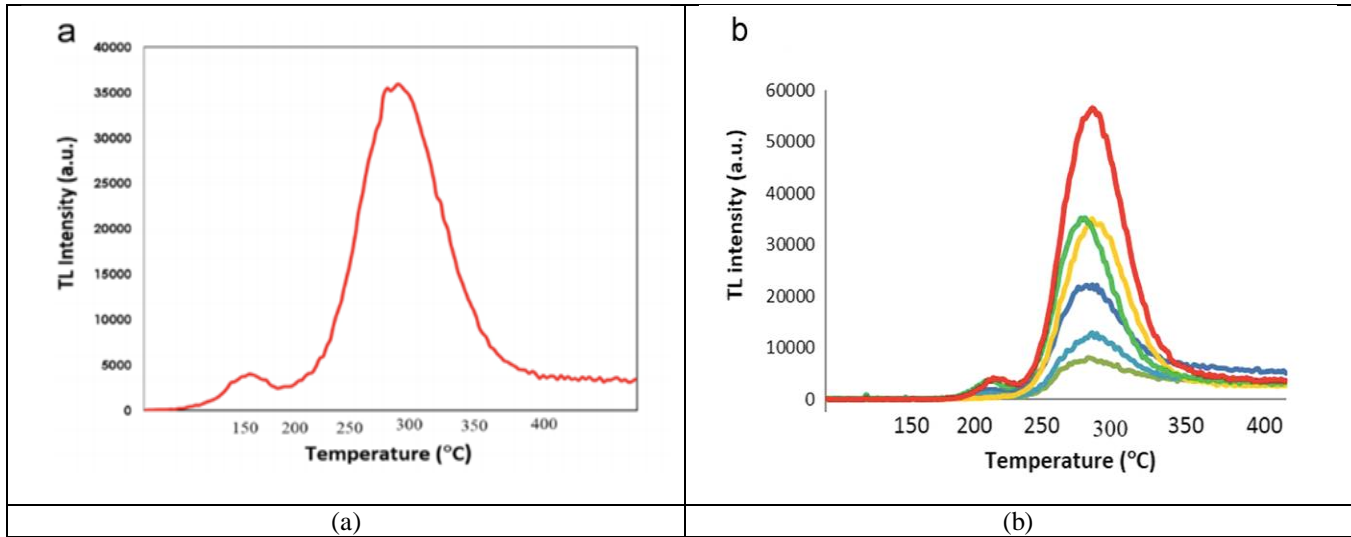 a
40000
35000
30000
25000
20000
15000
10000
5000
0
TL Intensity (a.u.)
150 200 250 300 350 400
Temperature (°C)
(a)
b
60000
50000
40000
30000
20000
10000
0
TL intensity (a.u.)
150 200 250 300 350 400
Temperature (°C)
(b)